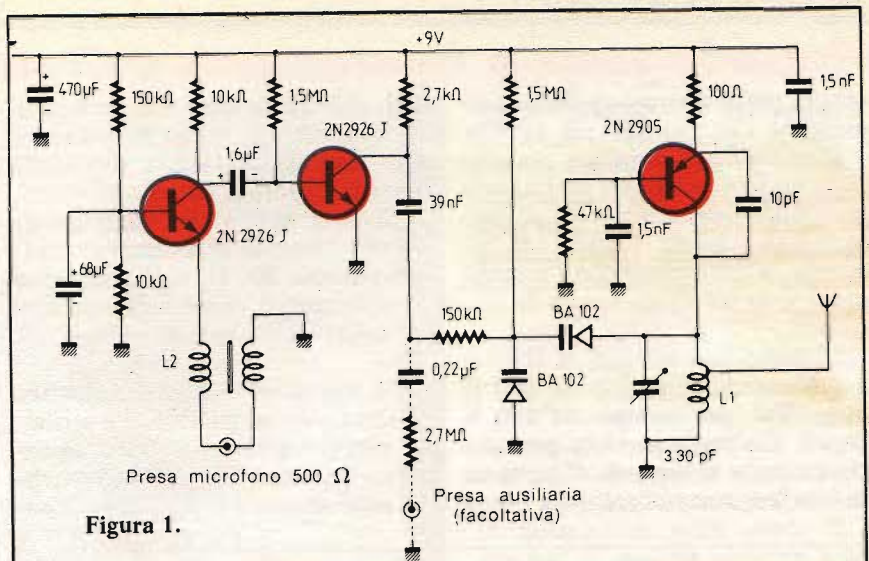 +9V
470µF
150kΩ
10kΩ
1,5MΩ
2,7kΩ
1,5MΩ
100Ω
1,5nF
2N2926 J
2N 2905
1,6µF
39nF
10pF
2N 2926 J
47kΩ
1,5nF
68µF
10kΩ
150kΩ
BA 102
L2
0,22µF
BA 102
L1
2,7MΩ
3.30 pF
Presa microfono 500 Ω
Presa ausiliaria
(facoltativa)
Figura 1.